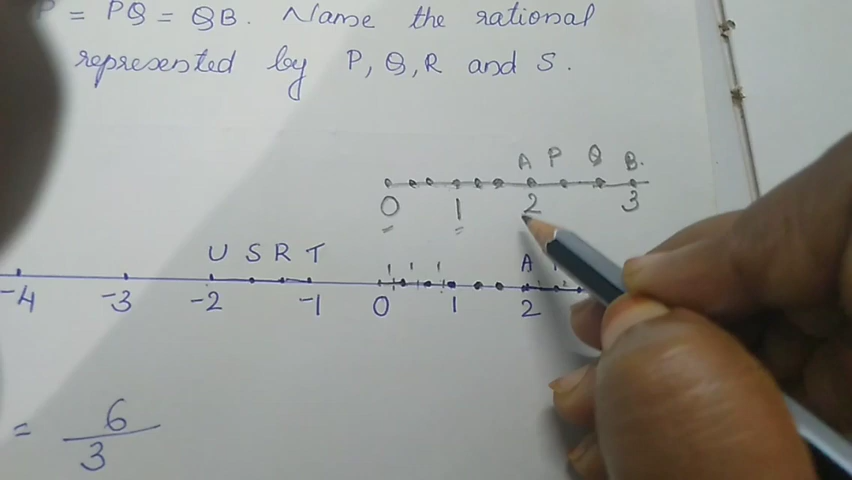 P = PQ = QB. Name the rational
represented by P, Q, R and S.
A P Q B.
0 1 2 3
U S R T A
-4 -3 -2 -1 0 1 2
= 6
3